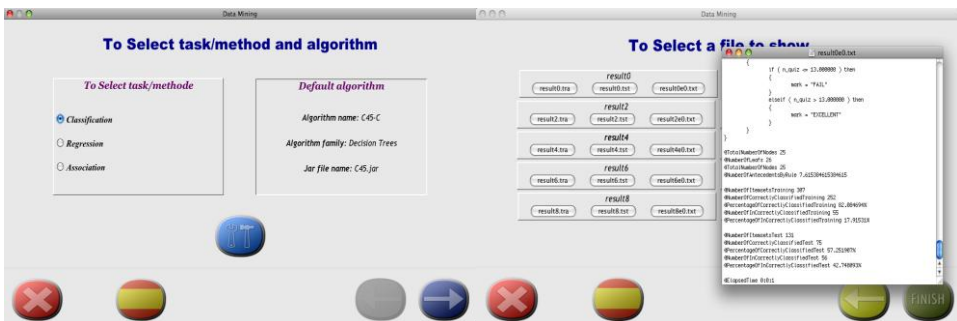 Data Mining
To Select task/method and algorithm
To Select task/methode
Classification
Regression
Association
Default algorithm
Algorithm name: C45-C
Algorithm family: Decision Trees
Jar file name: C45.jar
Data Mining
To Select a file to show
result0
result0.tra result0.tst result0e0.txt
result2
result2.tra result2.tst result2e0.txt
result4
result4.tra result4.tst result4e0.txt
result6
result6.tra result6.tst result6e0.txt
result8
result8.tra result8.tst result8e0.txt
result0e0.txt
{
if ( n_quiz <= 13.000000 ) then
{
mark = "FAIL"
}
elseif ( n_quiz > 13.000000 ) then
{
mark = "EXCELLENT"
}
}
}
@TotalNumberOfNodes 25
@NumberOfLeafs 26
@TotalNumberOfNodes 25
@NumberOfAntecedentsByRule 7.615384615384615
@NumberOfItemsetsTraining 307
@NumberOfCorrectlyClassifiedTraining 252
@PercentageOfCorrectlyClassifiedTraining 82.084694%
@NumberOfInCorrectlyClassifiedTraining 55
@PercentageOfInCorrectlyClassifiedTraining 17.91531%
@NumberOfItemsetsTest 131
@NumberOfCorrectlyClassifiedTest 75
@PercentageOfCorrectlyClassifiedTest 57.251907%
@NumberOfInCorrectlyClassifiedTest 56
@PercentageOfInCorrectlyClassifiedTest 42.748093%
@ElapsedTime 0:0:1
FINISH